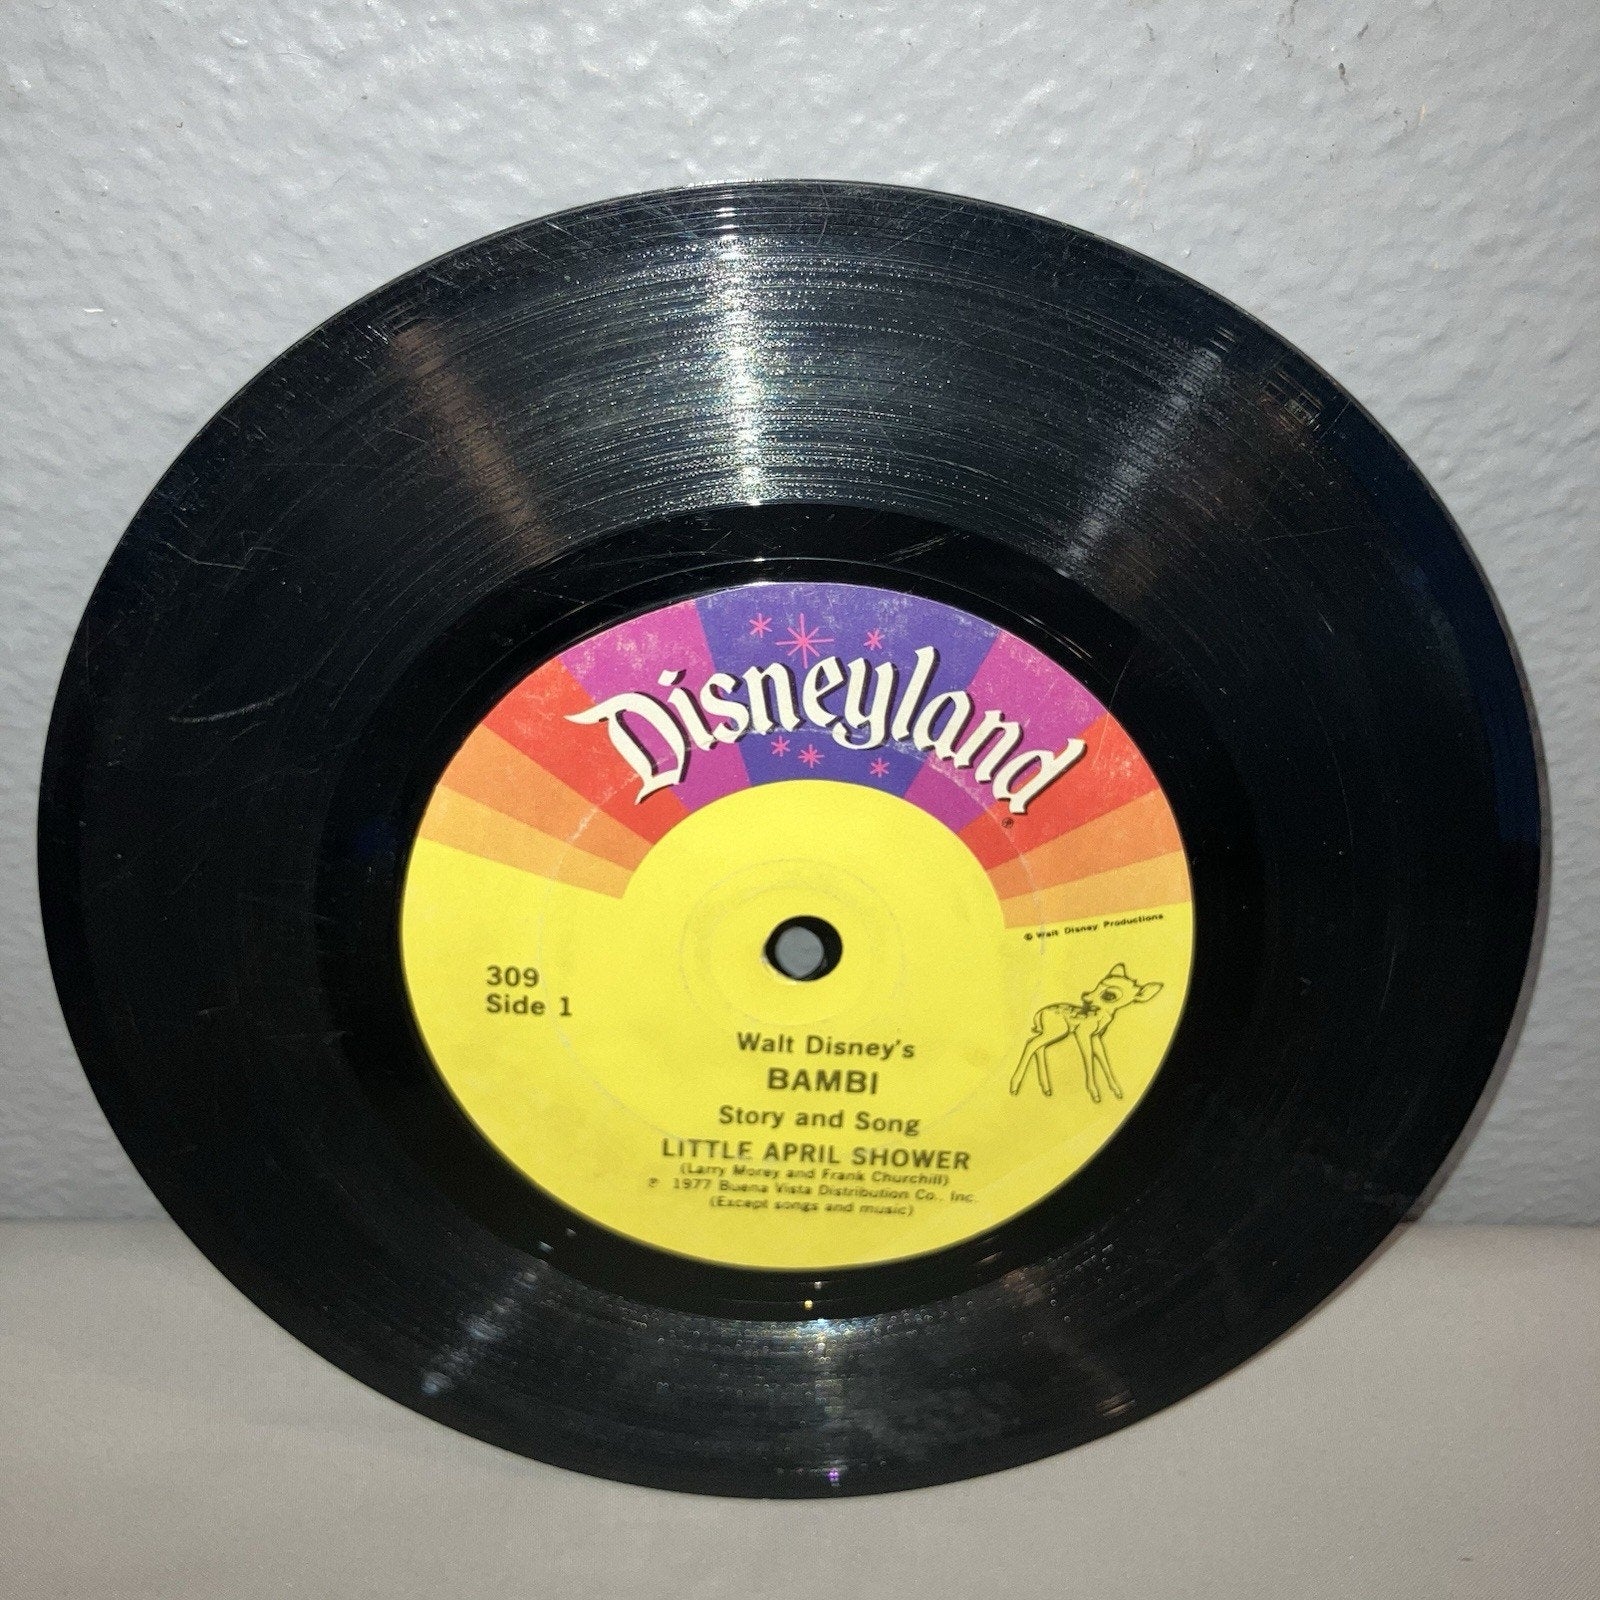 Disneyland
®
© Walt Disney Productions
309
Side 1
Walt Disney's
BAMBI
Story and Song
LITTLE APRIL SHOWER
(Larry Morey and Frank Churchill)
℗ 1977 Buena Vista Distribution Co., Inc.
(Except songs and music)